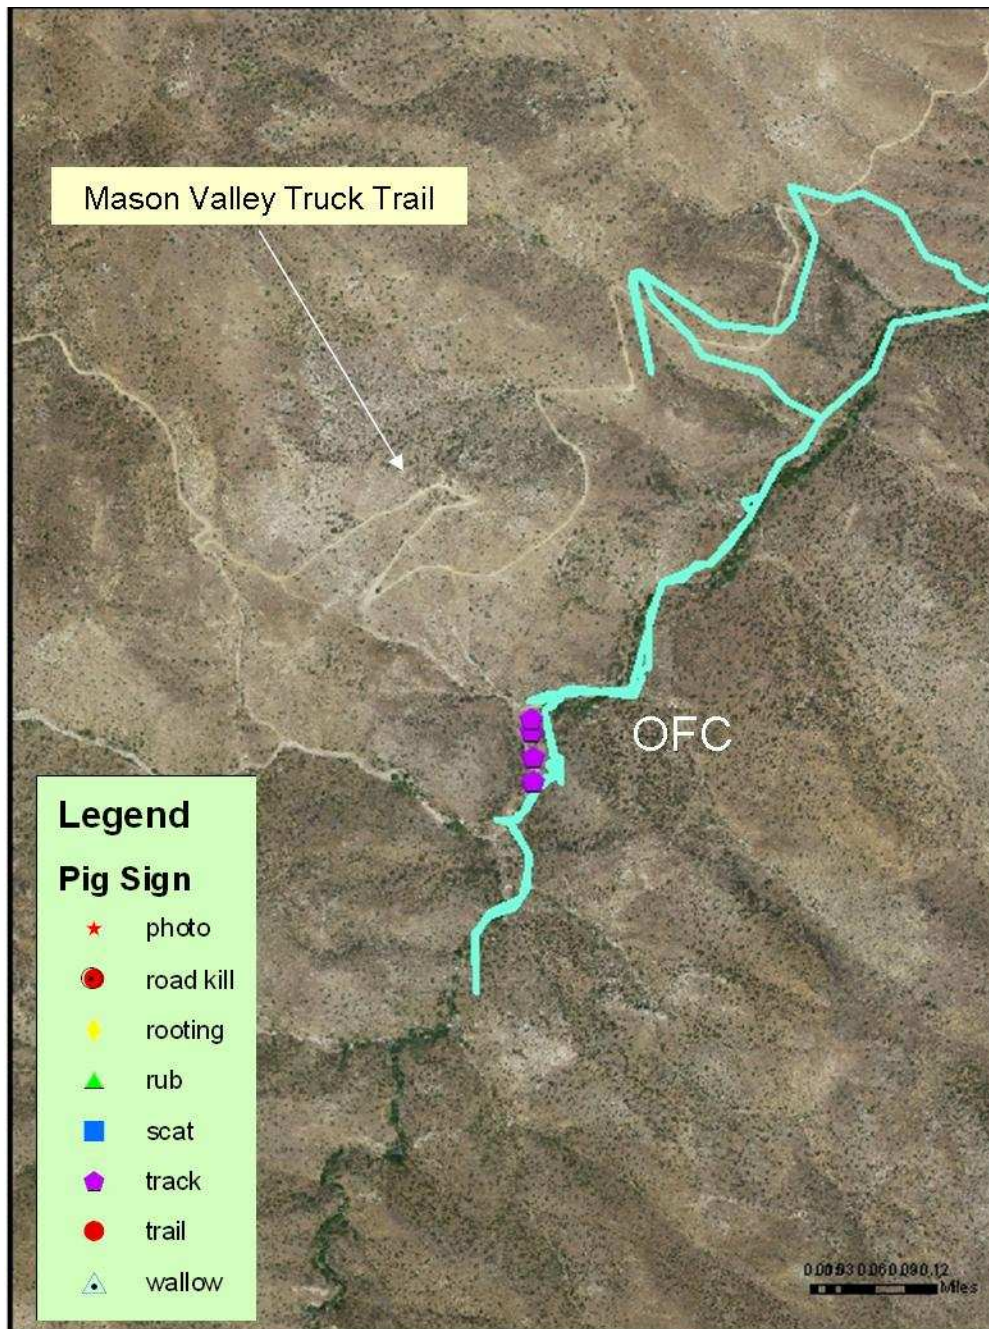 Mason Valley Truck Trail
OFC
Legend
Pig Sign
photo
road kill
rooting
rub
scat
track
trail
wallow
Miles